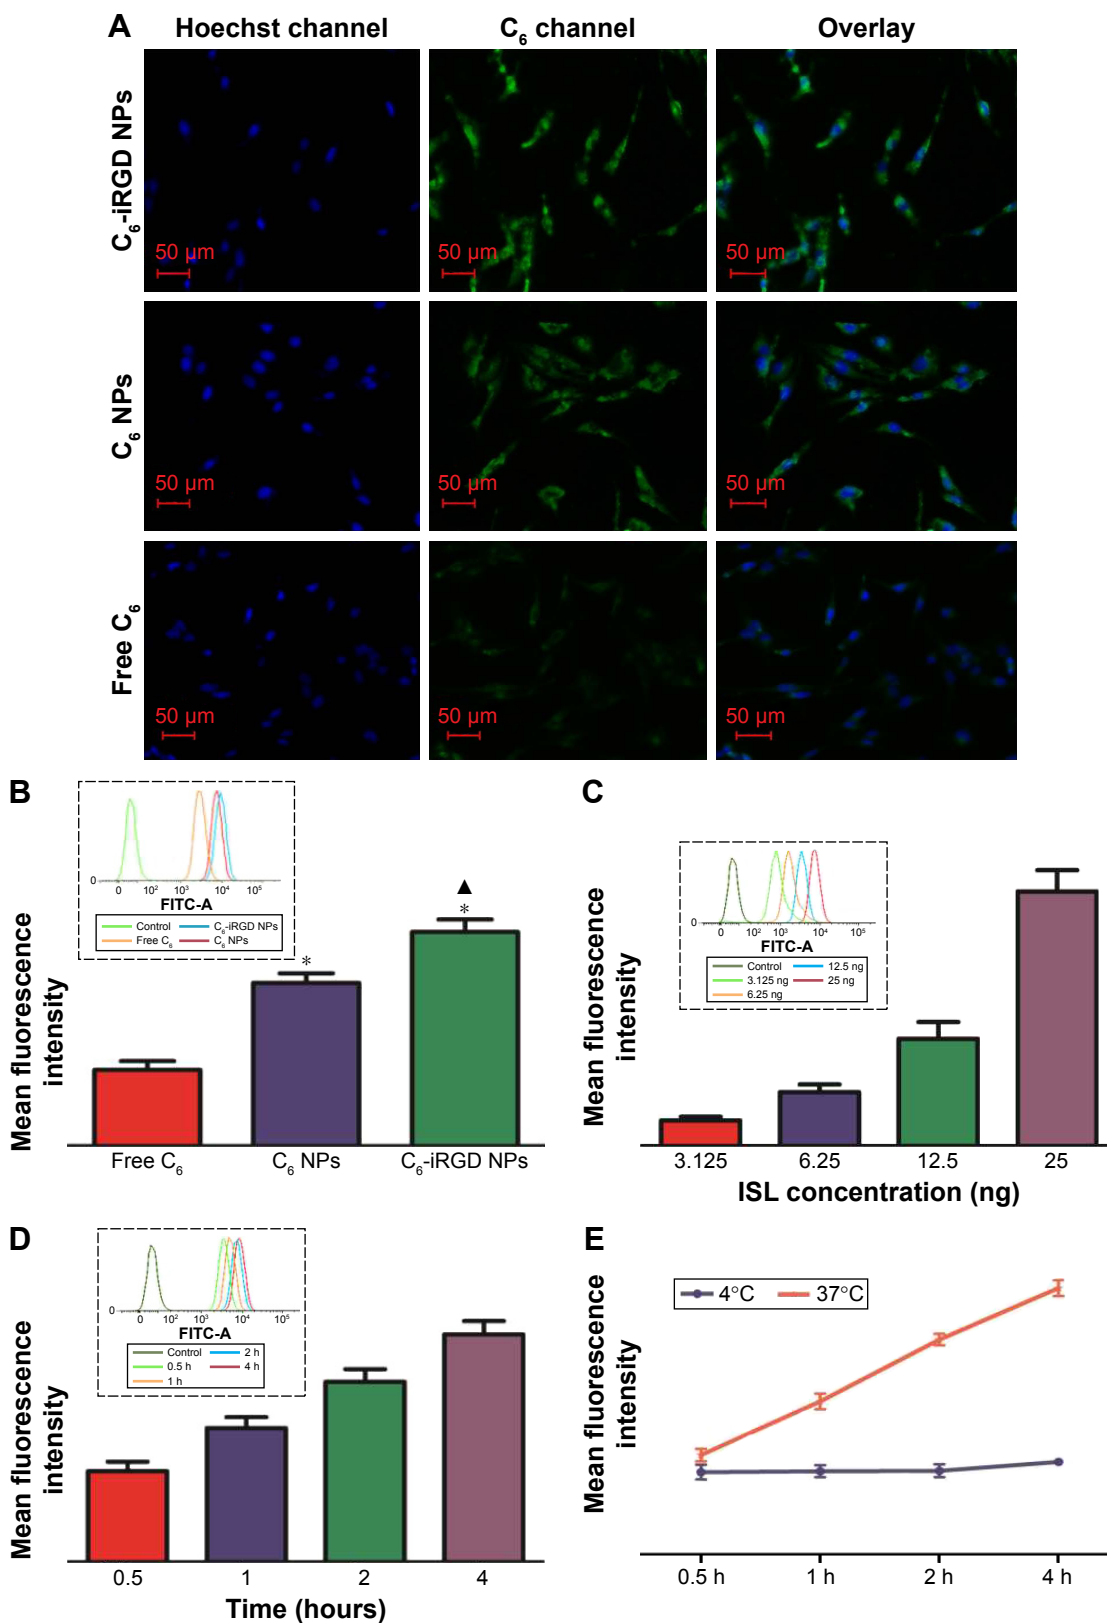 A
Hoechst channel
C6 channel
Overlay
C6-iRGD NPs
50 µm
50 µm
50 µm
C6 NPs
50 µm
50 µm
50 µm
Free C6
50 µm
50 µm
50 µm
B
Mean fluorescence
intensity
0
0 10² 10³ 10⁴ 10⁵
FITC-A
Control
C6-iRGD NPs
Free C6
C6 NPs
*
▲
*
Free C6
C6 NPs
C6-iRGD NPs
C
Mean fluorescence
intensity
0
0 10² 10³ 10⁴ 10⁵
FITC-A
Control
12.5 ng
3.125 ng
25 ng
6.25 ng
3.125
6.25
12.5
25
ISL concentration (ng)
D
Mean fluorescence
intensity
0
0 10² 10³ 10⁴ 10⁵
FITC-A
Control
2 h
0.5 h
4 h
1 h
0.5
1
2
4
Time (hours)
E
Mean fluorescence
intensity
4°C
37°C
0.5 h
1 h
2 h
4 h